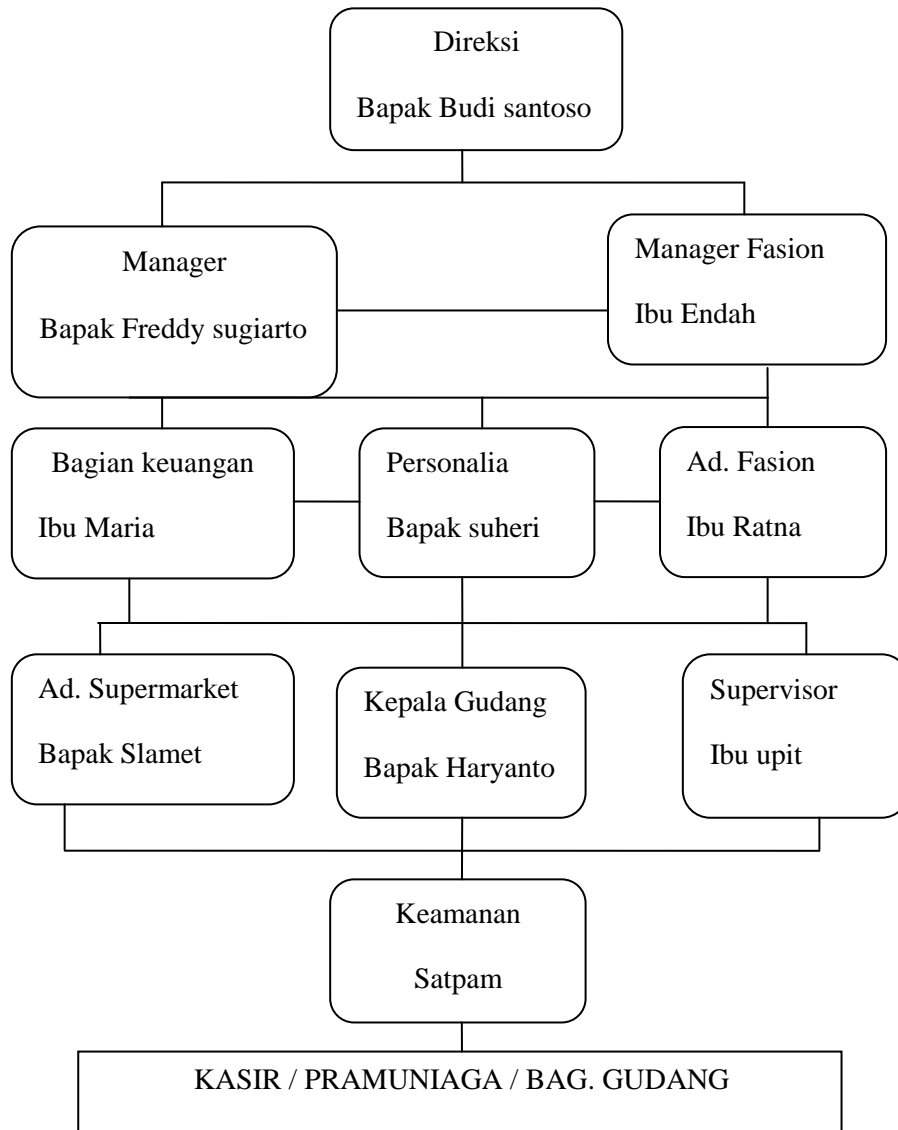 Direksi
Bapak Budi santoso
Manager
Bapak Freddy sugiarto
Manager Fasion
Ibu Endah
Bagian keuangan
Ibu Maria
Personalia
Bapak suheri
Ad. Fasion
Ibu Ratna
Ad. Supermarket
Bapak Slamet
Kepala Gudang
Bapak Haryanto
Supervisor
Ibu upit
Keamanan
Satpam
KASIR / PRAMUNIAGA / BAG. GUDANG